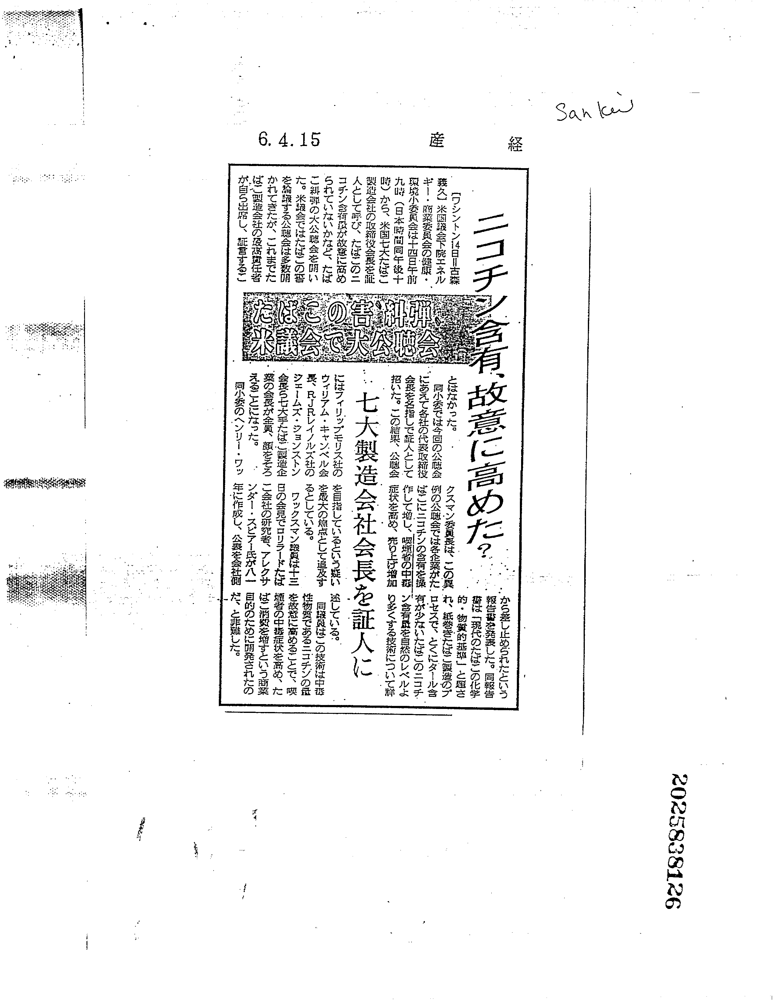 Sankei
6.4.15 産経
ニコチン含有、故意に高めた?
たばこの害糾弾
米議会で大公聴会
七大製造会社会長を証人に
【ワシントン14日=古森
義久】米国議会下院エネル
ギー・商業委員会の健康・
環境小委員会は十四日午前
九時(日本時間同午後十
時)から、米国七大たばこ
製造会社の取締役会長を証
人として呼び、たばこのニ
コチン含有量が故意に高め
られていないかなど、たば
こ糾弾の大公聴会を開い
た。米議会ではたばこの害
を論議する公聴会は多数開
かれてきたが、これまでた
ばこ製造会社の最高責任者
が自ら出席し、証言するこ
とはなかった。
同小委では今回の公聴会
にあえて各社の代表取締役
会長を名指しで証人として
招いた。この結果、公聴会
にはフィリップモリス社の
ウィリアム・キャンベル会
長、RJRレイノルズ社の
ジェームズ・ジョンストン
会長ら七大手たばこ製造企
業の会長が全員、顔をそろ
えることになった。
同小委のヘンリー・ワッ
クスマン委員長は、この異
例の公聴会では各企業がた
ばこにニコチンの含有を操
作して増し、喫煙者の中毒
症状を高め、売り上げ増加
を目指しているという疑い
を最大の焦点として追及す
るとしている。
ワックスマン議員は十三
日の会見でロリラードたば
こ会社の研究者、アレクサ
ンダー・スピアー氏が八一
年に作成し、公表を会社側
から差し止められたという
報告書を発表した。同報告
書は「現代のたばこの化学
的・物質的基準」と題さ
れ、紙巻きたばこ製造のプ
ロセスで、とくにタール含
有が少ないたばこのニコチ
ン含有量を自然のレベルよ
り多くする技術について詳
述している。
同議員はこの技術は中毒
性物質であるニコチンの量
を故意に高めることで、喫
煙者の中毒症状を高め、た
ばこ消費を増すという商業
目的のために開発されたの
だ、と非難した。
2025838126